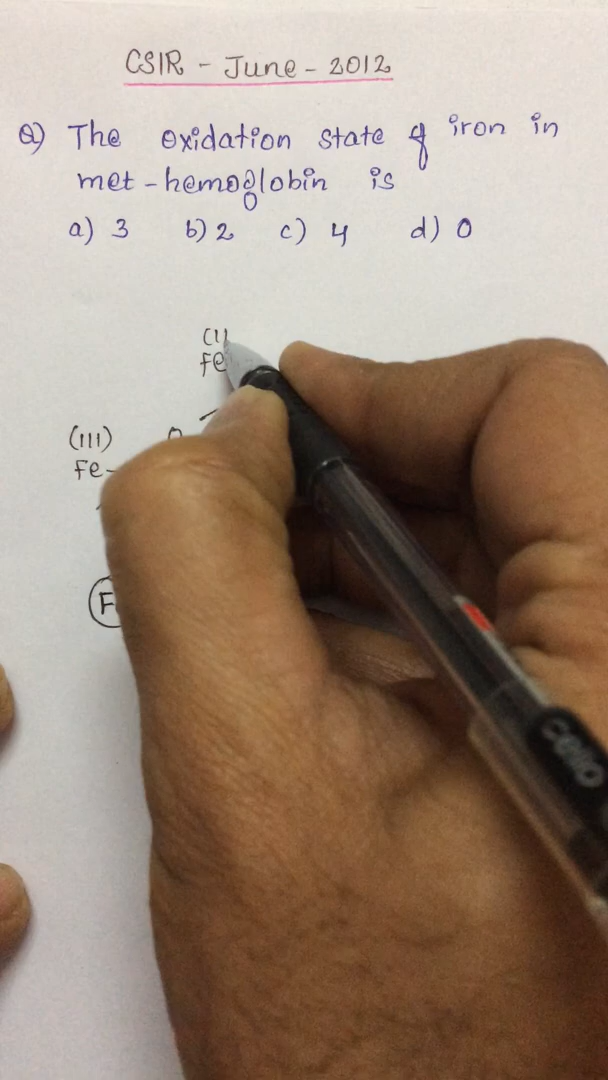 CSIR - June - 2012
Q) The oxidation state of iron in
met-hemoglobin is
a) 3 b) 2 c) 4 d) 0
Fe
(III)
Fe-
cello